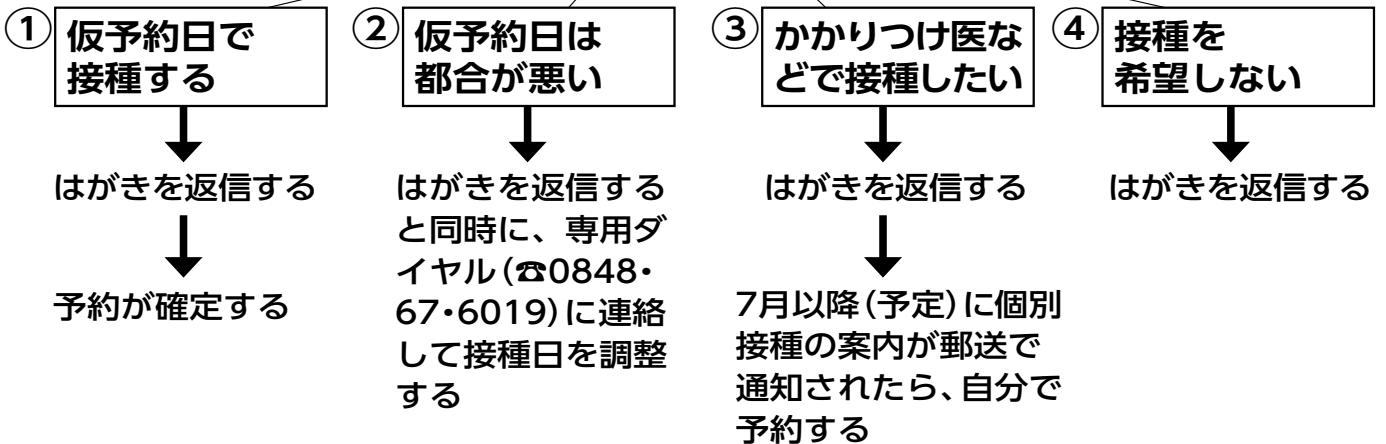 ① 仮予約日で
接種する
はがきを返信する
予約が確定する
② 仮予約日は
都合が悪い
はがきを返信する
と同時に、専用ダ
イヤル(☎0848・
67・6019)に連絡
して接種日を調整
する
③ かかりつけ医な
どで接種したい
はがきを返信する
7月以降(予定)に個別
接種の案内が郵送で
通知されたら、自分で
予約する
④ 接種を
希望しない
はがきを返信する